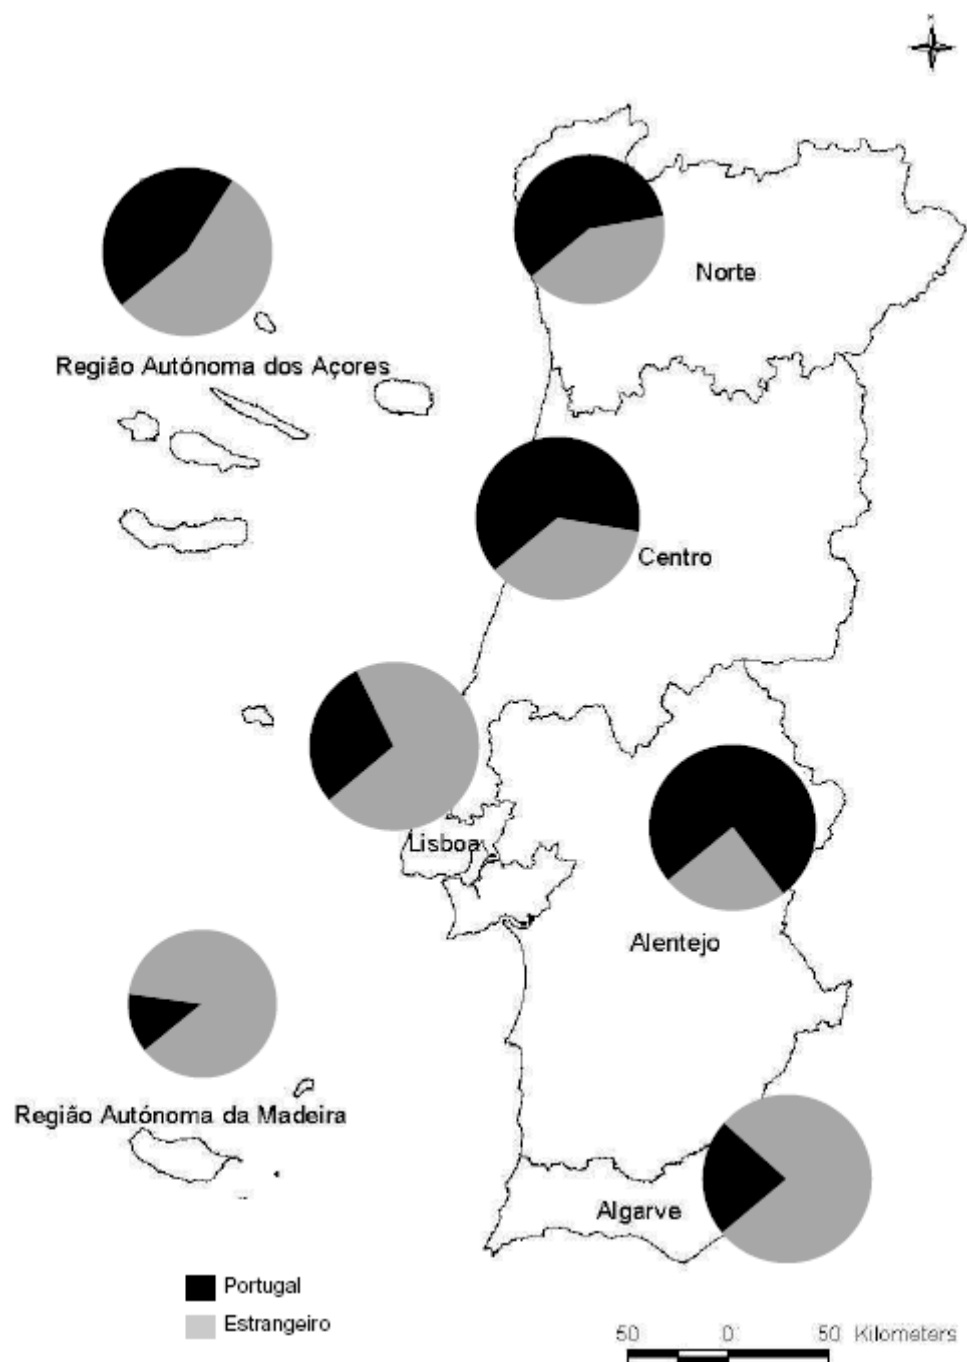 N
Norte
Região Autónoma dos Açores
Centro
Lisboa
Alentejo
Região Autónoma da Madeira
Algarve
Portugal
Estrangeiro
50 0 50 Kilometers